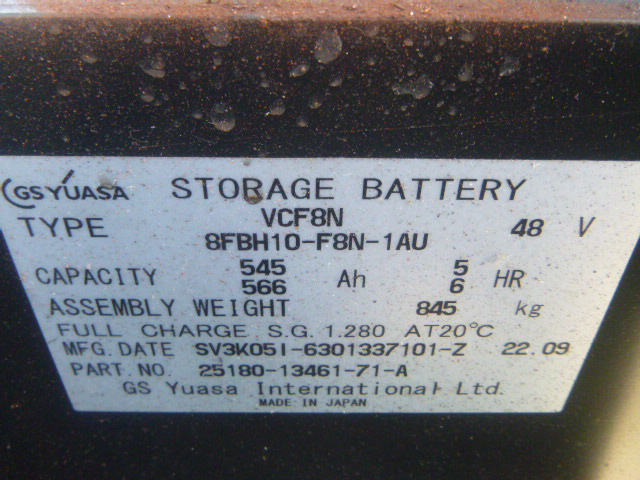 GS YUASA STORAGE BATTERY
TYPE VCF8N 48 V
8FBH10-F8N-1AU
CAPACITY 545 Ah 5 HR
566 6
ASSEMBLY WEIGHT 845 kg
FULL CHARGE S.G. 1.280 AT20°C
MFG. DATE SV3K05I-6301337101-Z 22.09
PART NO. 25180-13461-71-A
GS Yuasa International Ltd.
MADE IN JAPAN